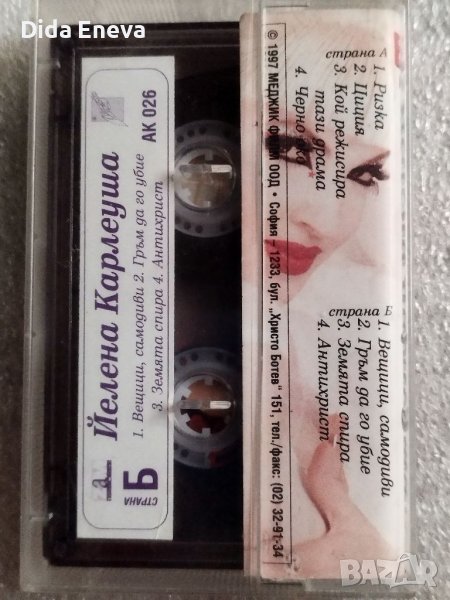 Dida Eneva
АК 026
Йелена Карлеуша
1. Вещици, самодиви 2. Гръм да го убие
3. Земята спира 4. Антихрист
СТРАНА
Б
страна А
1. Ризка
2. Циция
3. Кой режисира
тази драма
4. Черно око
страна Б
1. Вещици, самодиви
2. Гръм да го убие
3. Земята спира
4. Антихрист
© 1997 МЕДЖИК ООД • София – 1233, бул. „Христо Ботев" 151, тел./факс: (02) 32-91-34
BAZAR